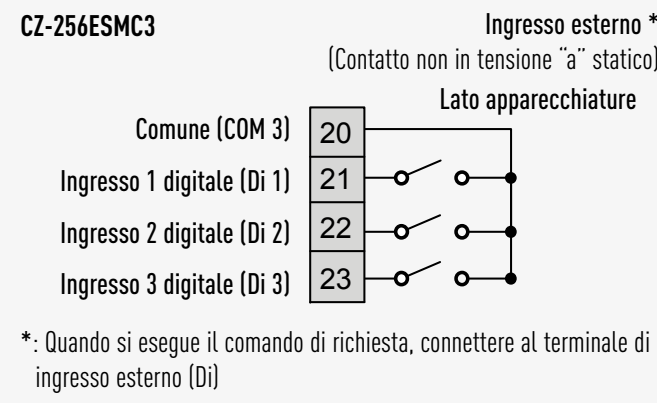 CZ-256ESMC3
Ingresso esterno *
(Contatto non in tensione "a" statico)
Lato apparecchiature
Comune (COM 3) 20
Ingresso 1 digitale (Di 1) 21
Ingresso 2 digitale (Di 2) 22
Ingresso 3 digitale (Di 3) 23
*: Quando si esegue il comando di richiesta, connettere al terminale di
ingresso esterno (Di)